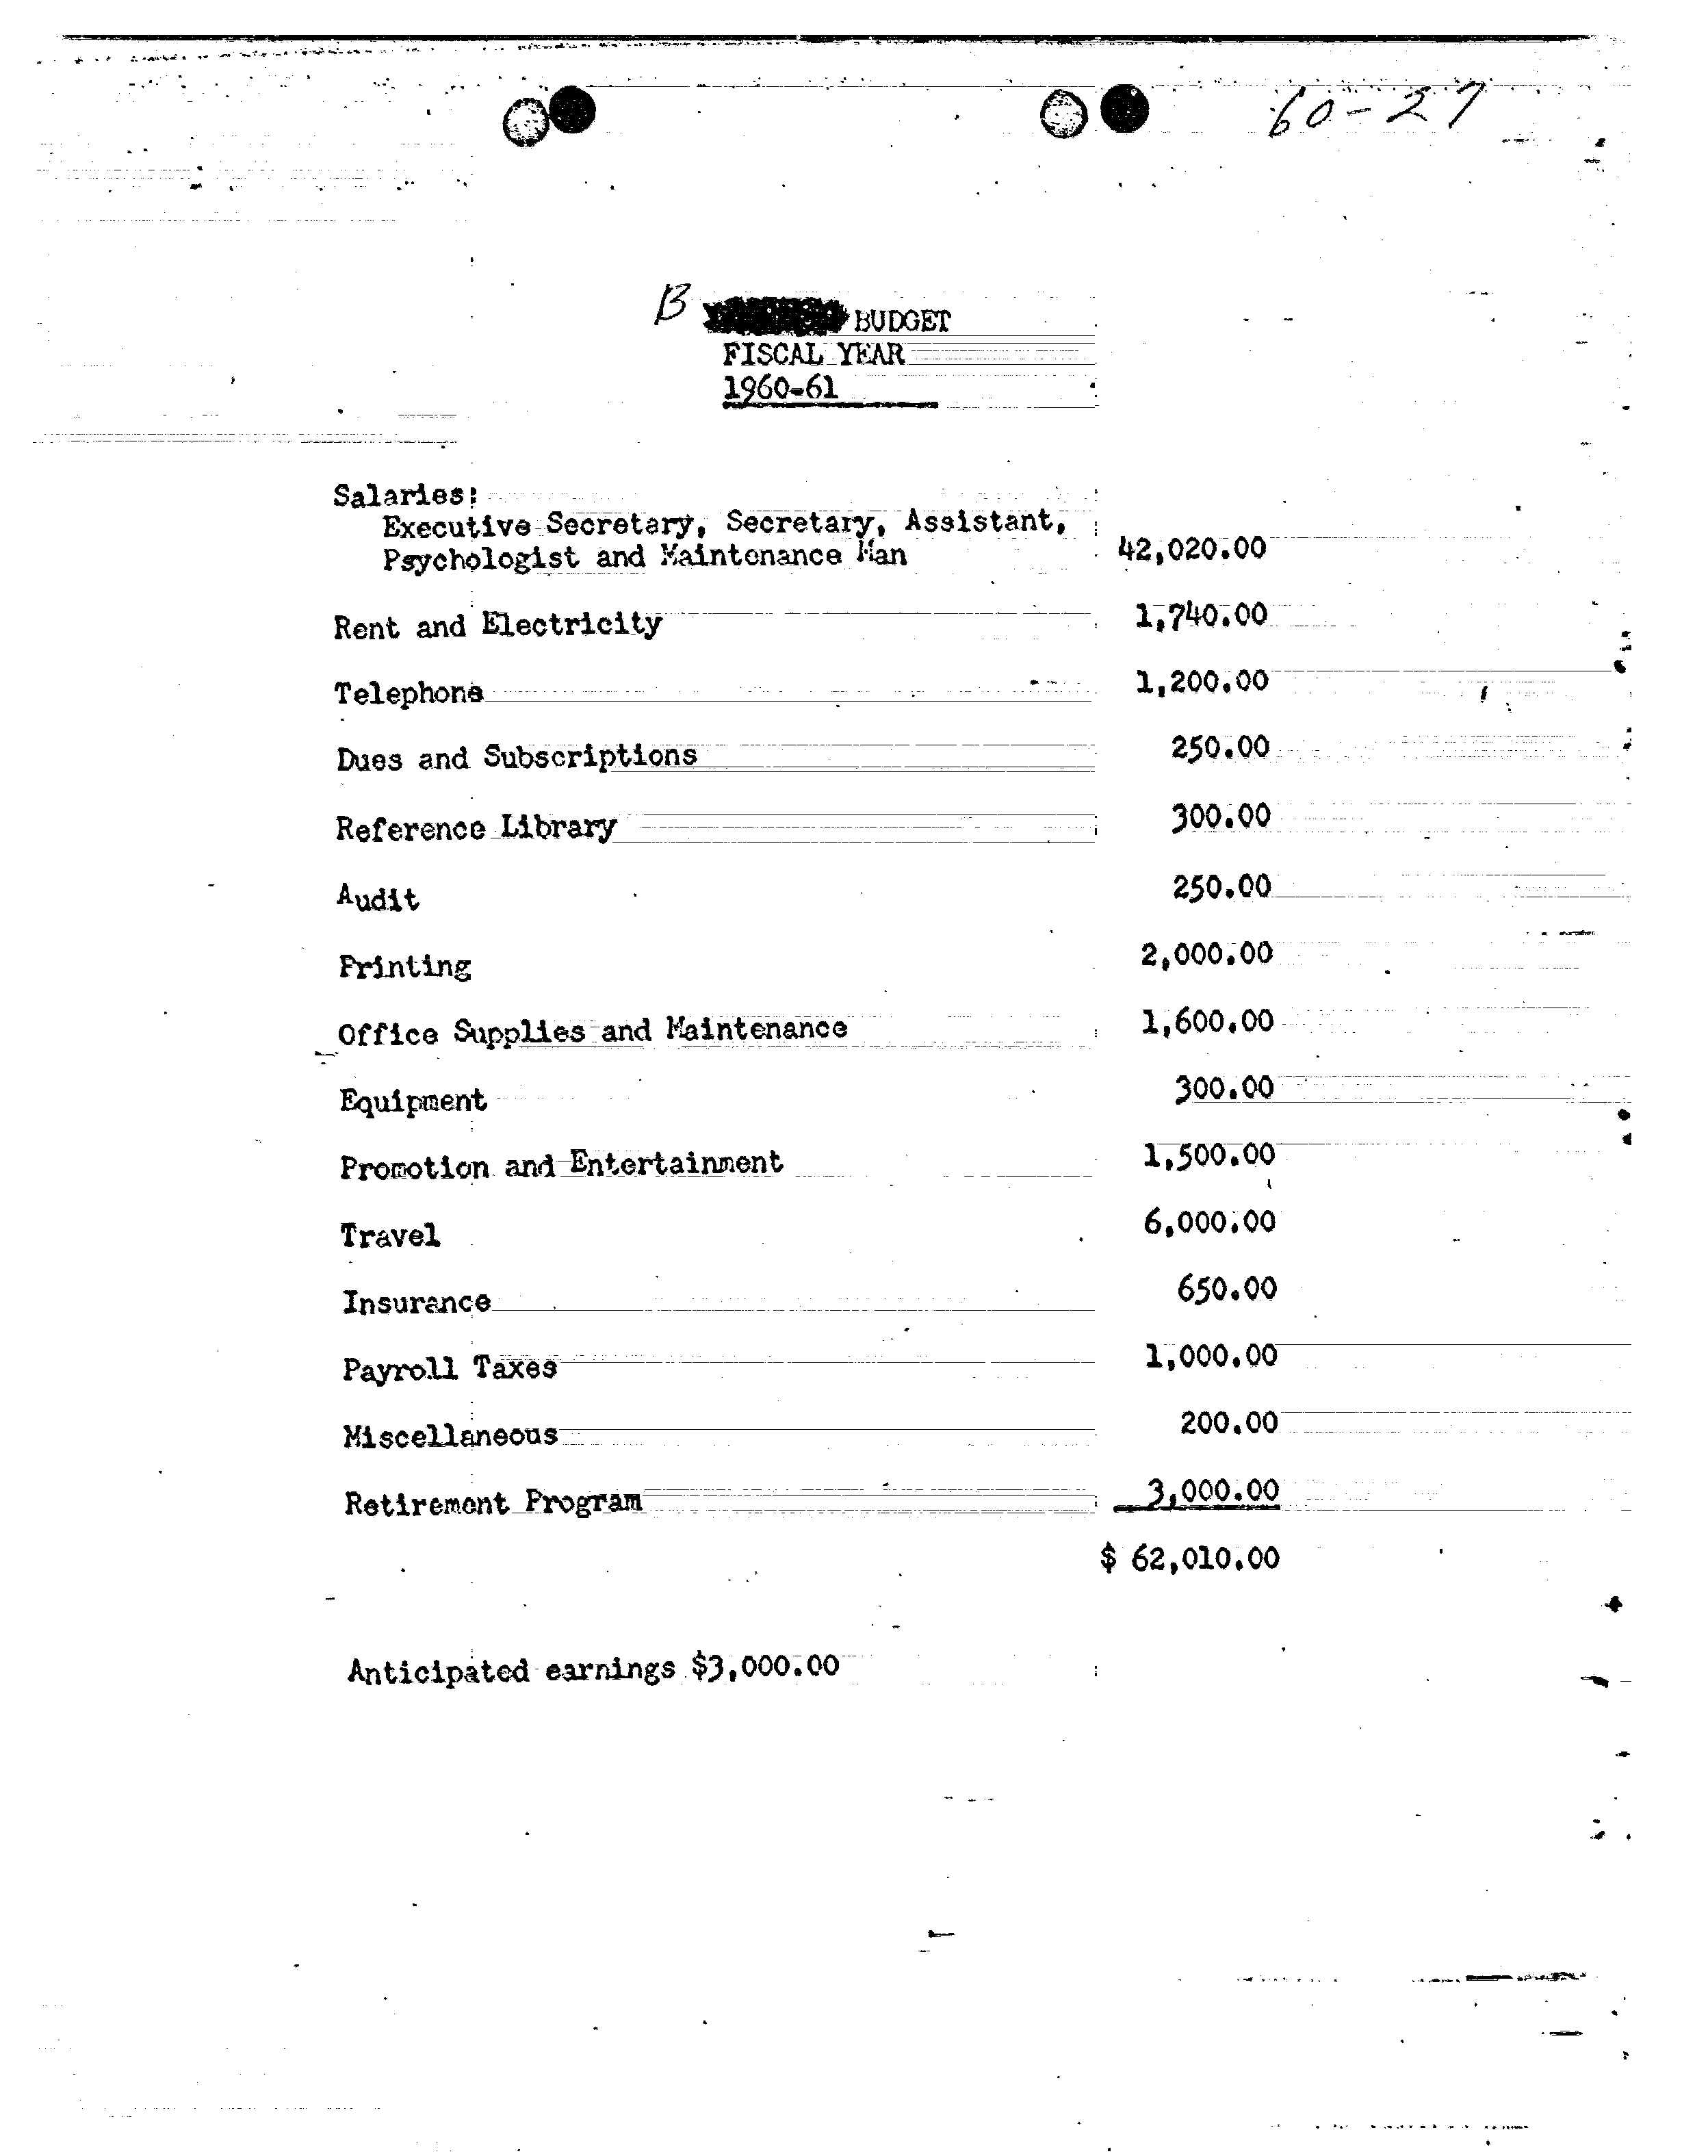 60-27
B BUDGET
FISCAL YEAR
1960-61
Salaries:
Executive Secretary, Secretary, Assistant,
Psychologist and Maintenance Man 42,020.00
Rent and Electricity 1,740.00
Telephone 1,200.00
Dues and Subscriptions 250.00
Reference Library 300.00
Audit 250.00
Printing 2,000.00
Office Supplies and Maintenance 1,600.00
Equipment 300.00
Promotion and Entertainment 1,500.00
Travel 6,000.00
Insurance 650.00
Payroll Taxes 1,000.00
Miscellaneous 200.00
Retirement Program 3,000.00
$ 62,010.00
Anticipated earnings $3,000.00